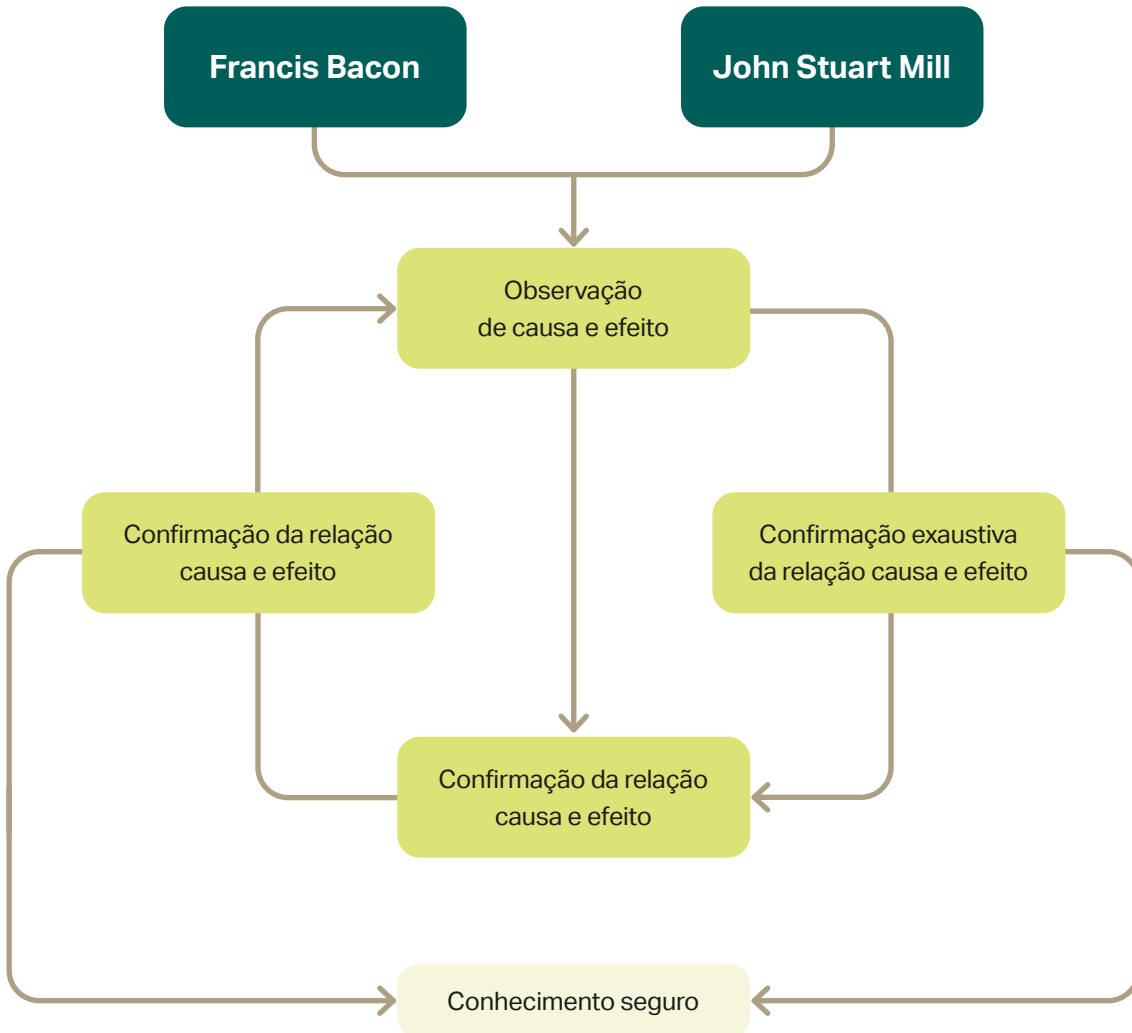 Francis Bacon
John Stuart Mill
Observação
de causa e efeito
Confirmação da relação
causa e efeito
Confirmação exaustiva
da relação causa e efeito
Confirmação da relação
causa e efeito
Conhecimento seguro